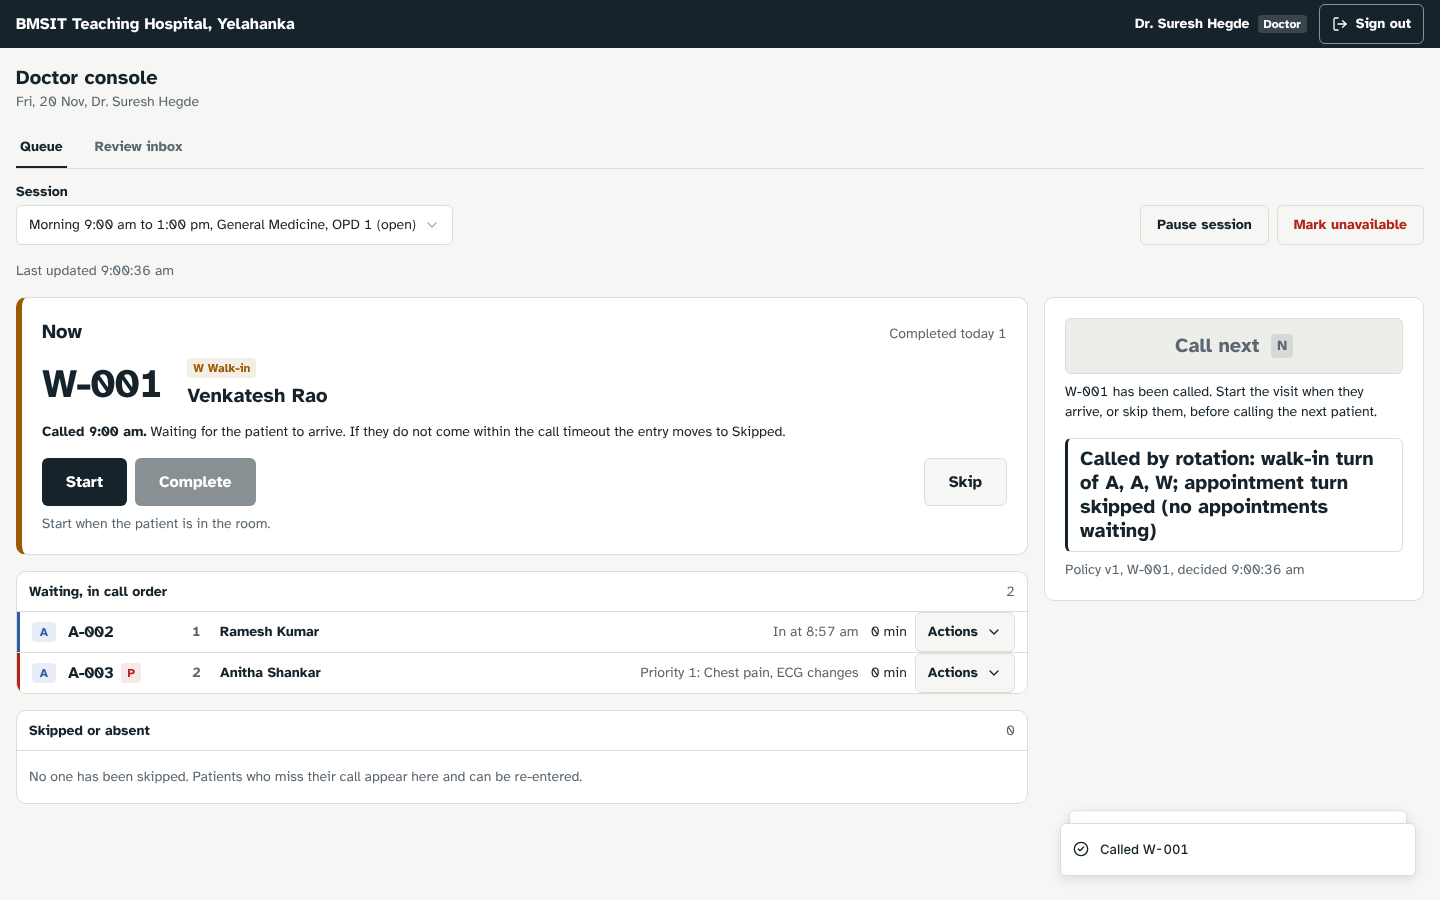 BMSIT Teaching Hospital, Yelahanka
Dr. Suresh Hegde Doctor Sign out
Doctor console
Fri, 20 Nov, Dr. Suresh Hegde
Queue Review inbox
Session
Morning 9:00 am to 1:00 pm, General Medicine, OPD 1 (open)
Pause session Mark unavailable
Last updated 9:00:36 am
Now
Completed today 1
W-001
W Walk-in
Venkatesh Rao
Called 9:00 am. Waiting for the patient to arrive. If they do not come within the call timeout the entry moves to Skipped.
Start Complete Skip
Start when the patient is in the room.
Call next N
W-001 has been called. Start the visit when they
arrive, or skip them, before calling the next patient.
Called by rotation: walk-in turn
of A, A, W; appointment turn
skipped (no appointments
waiting)
Policy v1, W-001, decided 9:00:36 am
Waiting, in call order 2
A A-002 1 Ramesh Kumar In at 8:57 am 0 min Actions
A A-003 P 2 Anitha Shankar Priority 1: Chest pain, ECG changes 0 min Actions
Skipped or absent 0
No one has been skipped. Patients who miss their call appear here and can be re-entered.
Called W-001